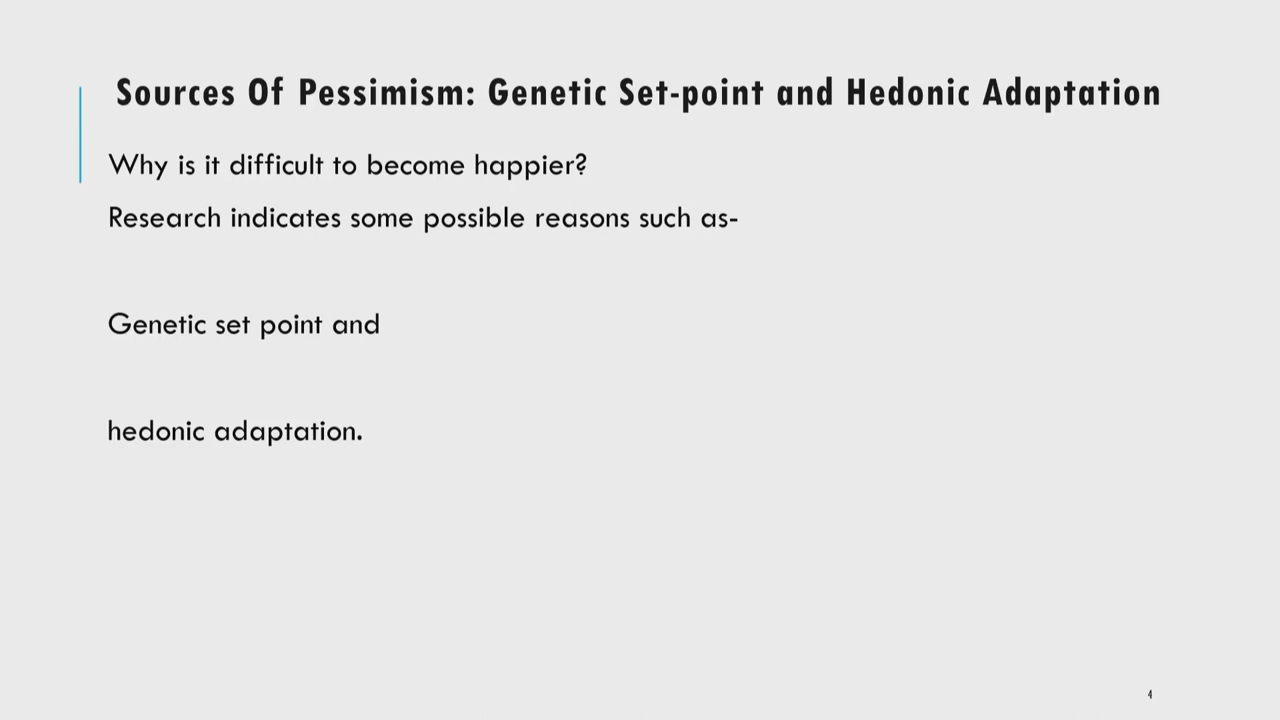 Sources Of Pessimism: Genetic Set-point and Hedonic Adaptation
Why is it difficult to become happier?
Research indicates some possible reasons such as-
Genetic set point and
hedonic adaptation.
4